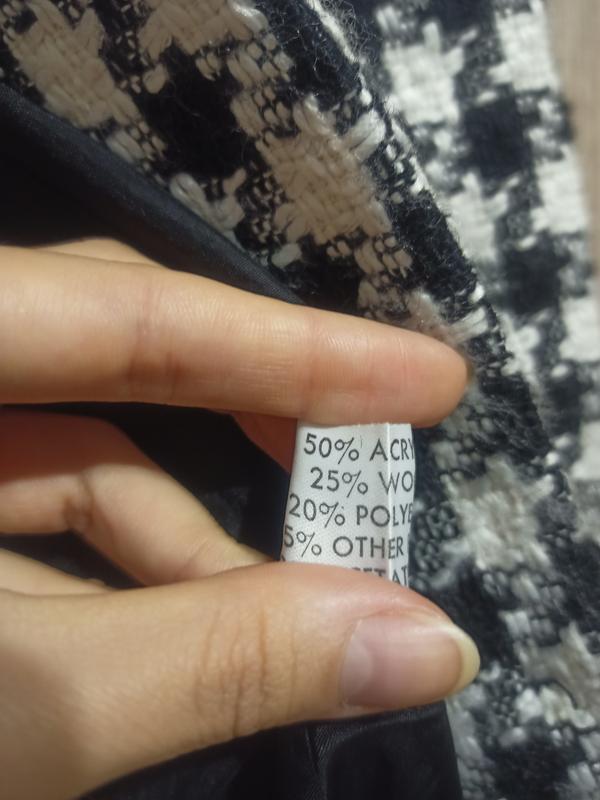 50% ACRY
25% WO
20% POLYE
5% OTHER